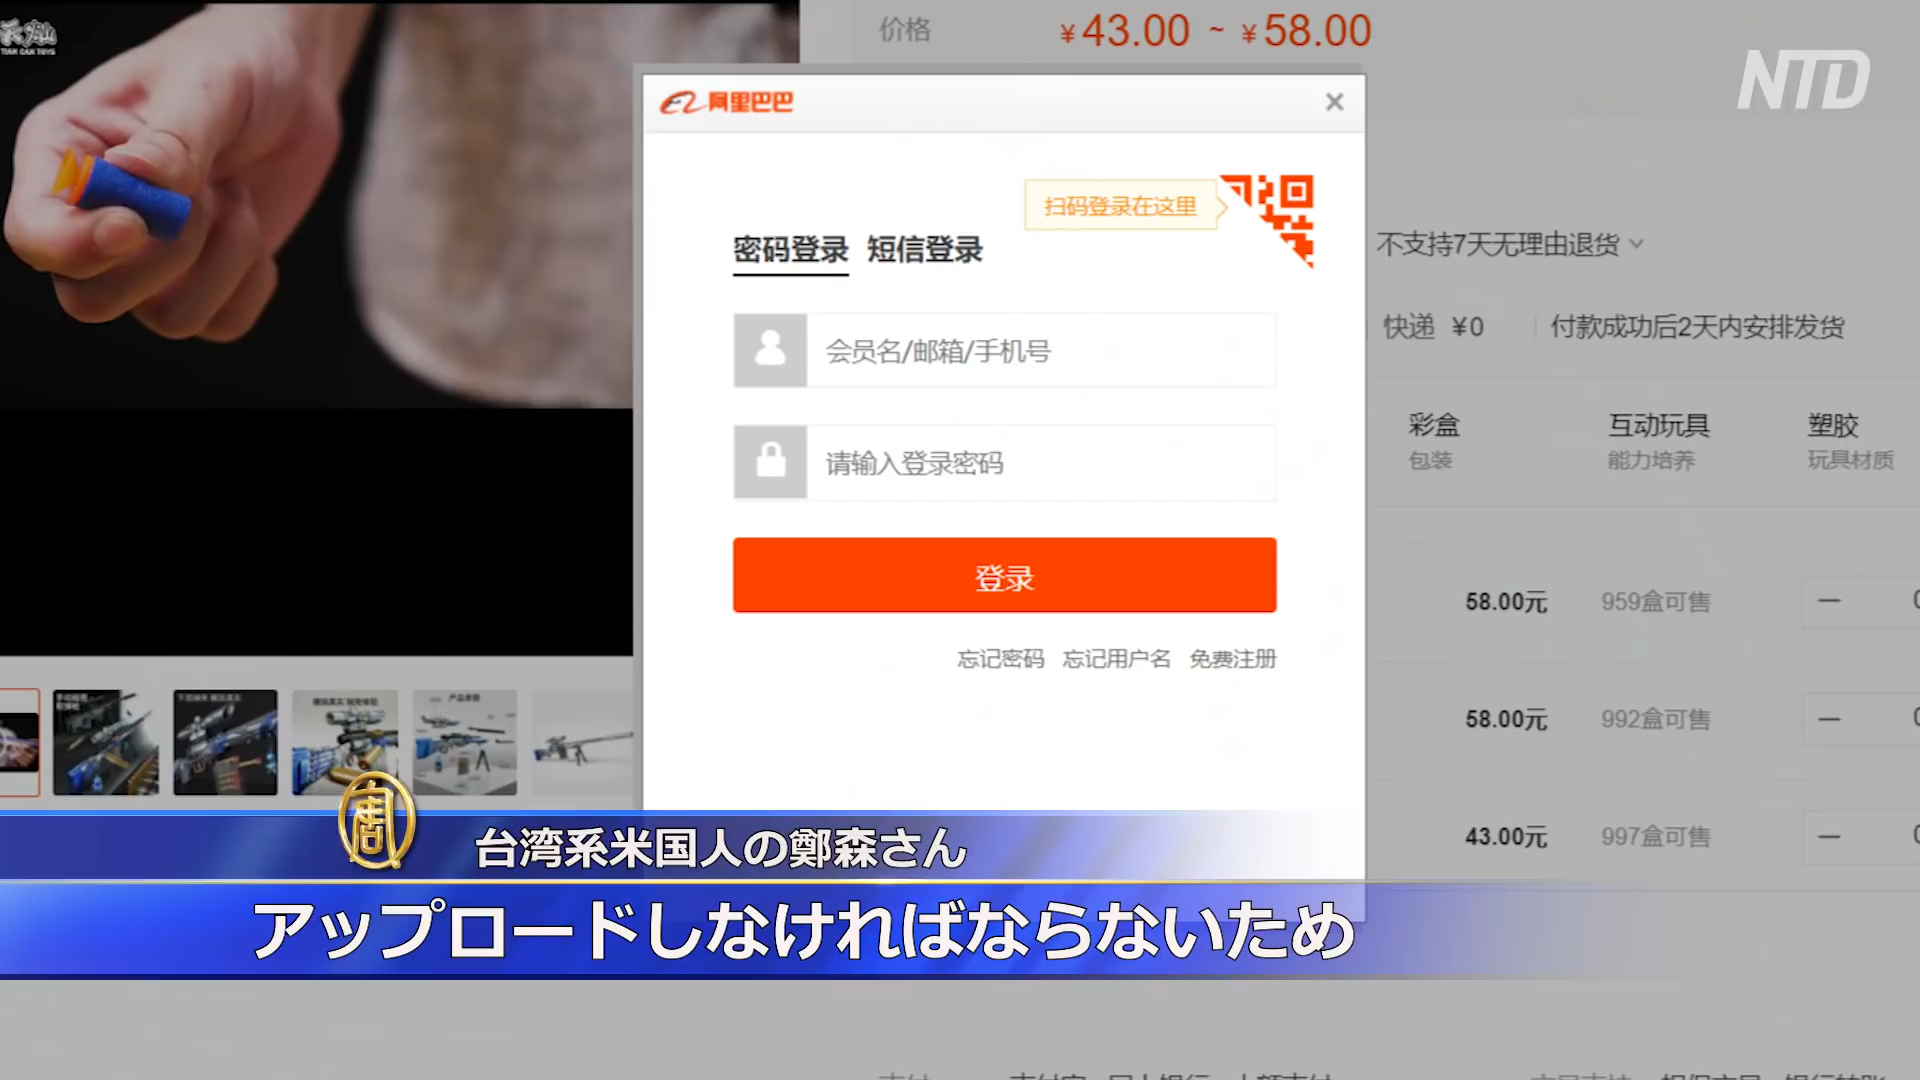 TIAN CAN TOYS
价格
¥43.00 ~ ¥58.00
NTD
阿里巴巴
扫码登录在这里
密码登录 短信登录
不支持7天无理由退货
会员名/邮箱/手机号
快递 ¥0
付款成功后2天内安排发货
彩盒 互动玩具 塑胶
包装 能力培养 玩具材质
请输入登录密码
登录
58.00元 959盒可售
忘记密码 忘记用户名 免费注册
58.00元 992盒可售
43.00元 997盒可售
台湾系米国人の鄭森さん
アップロードしなければならないため